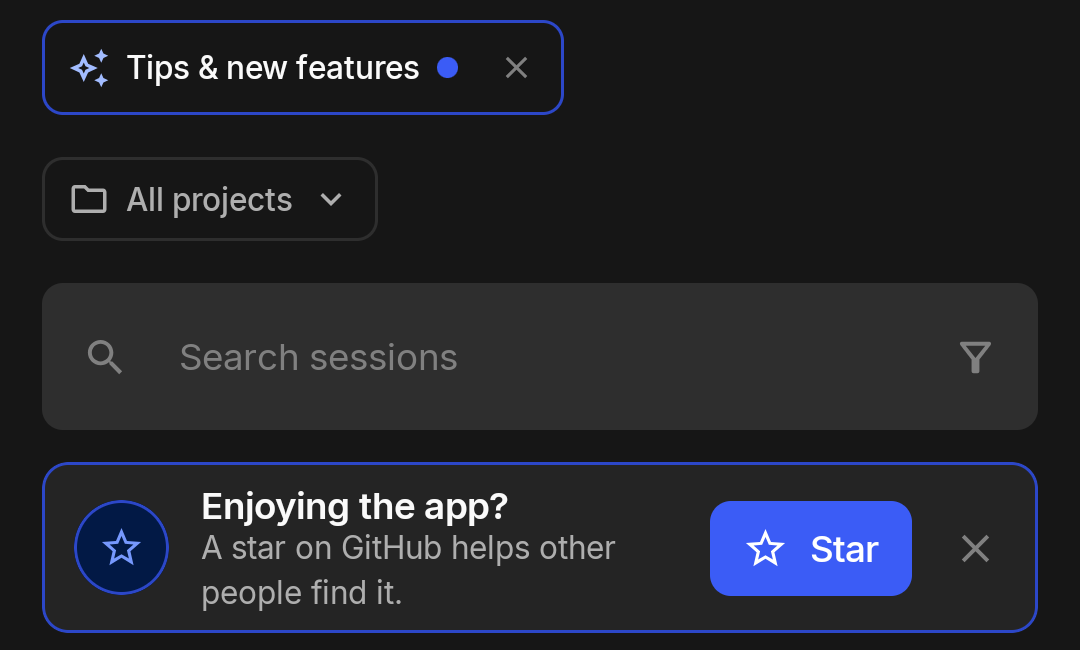 Tips & new features
All projects
Search sessions
Enjoying the app?
A star on GitHub helps other
people find it.
Star